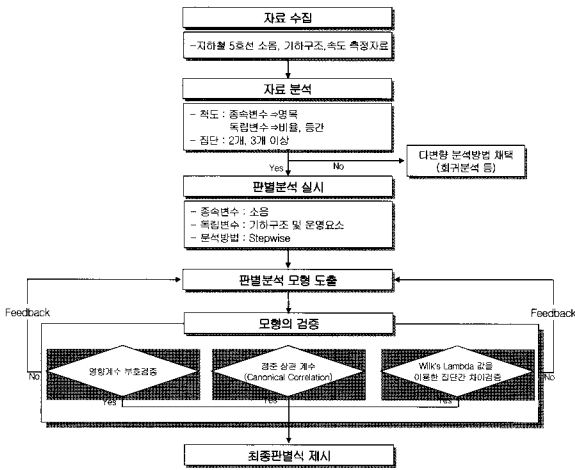 자료 수집
-지하철 5호선 소음, 기하구조,속도 측정자료
자료 분석
- 척도 : 종속변수⇒명목
독립변수⇒비율, 등간
- 집단 : 2개, 3개 이상
Yes
No
다변량 분석방법 채택
(회귀분석 등)
판별분석 실시
- 종속변수 : 소음
- 독립변수 : 기하구조 및 운영요소
- 분석방법 : Stepwise
판별분석 모형 도출
Feedback
Feedback
모형의 검증
영향계수 부호검증
정준 상관 계수
(Canonical Correlation)
Wilk's Lambda 값을
이용한 집단간 차이검증
No
No
Yes
Yes
Yes
최종판별식 제시